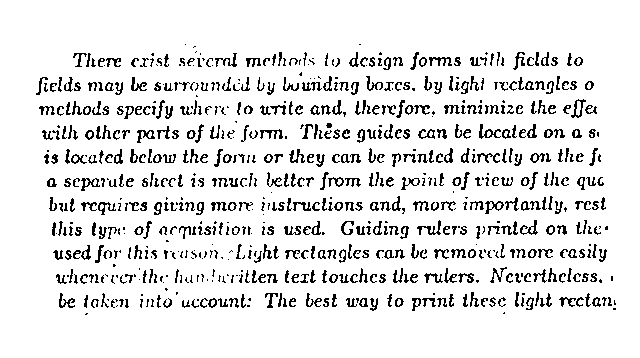 There exist several methods to design forms with fields to
fields may be surrounded by bounding boxes, by light rectangles o
methods specify where to write and, therefore, minimize the effec
with other parts of the form. These guides can be located on a s
is located below the form or they can be printed directly on the f
a separate sheet is much better from the point of view of the qua
but requires giving more instructions and, more importantly, rest
this type of acquisition is used. Guiding rulers printed on the
used for this reason. Light rectangles can be removed more easily
whenever the handwritten text touches the rulers. Nevertheless,
be taken into account: The best way to print these light rectang